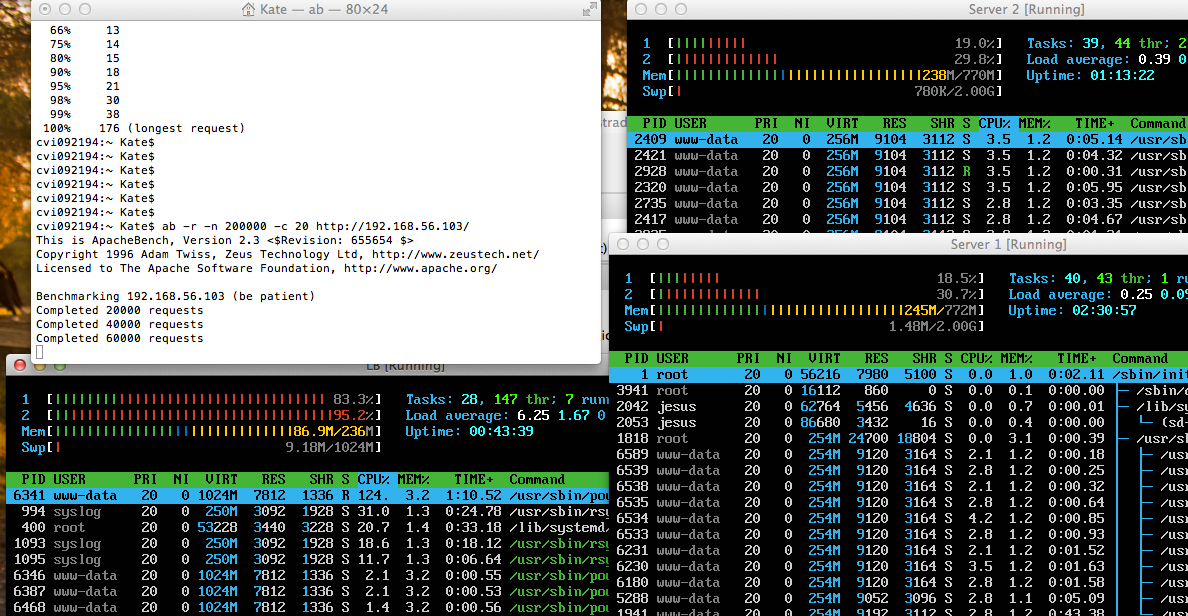 Kate — ab — 80×24
66% 13
75% 14
80% 15
90% 18
95% 21
98% 30
99% 38
100% 176 (longest request)
cvi092194:~ Kate$
cvi092194:~ Kate$
cvi092194:~ Kate$
cvi092194:~ Kate$
cvi092194:~ Kate$
cvi092194:~ Kate$
cvi092194:~ Kate$ ab -r -n 200000 -c 20 http://192.168.56.103/
This is ApacheBench, Version 2.3 <$Revision: 655654 $>
Copyright 1996 Adam Twiss, Zeus Technology Ltd, http://www.zeustech.net/
Licensed to The Apache Software Foundation, http://www.apache.org/
Benchmarking 192.168.56.103 (be patient)
Completed 20000 requests
Completed 40000 requests
Completed 60000 requests
Server 2 [Running]
1 [ 19.0%] Tasks: 39, 44 thr; 2
2 [ 29.8%] Load average: 0.39 0
Mem[ 238M/770M] Uptime: 01:13:22
Swp[ 780K/2.00G]
PID USER PRI NI VIRT RES SHR S CPU% MEM% TIME+ Command
2409 www-data 20 0 256M 9104 3112 S 3.5 1.2 0:05.14 /usr/sb
2421 www-data 20 0 256M 9104 3112 S 3.5 1.2 0:04.32 /usr/sb
2928 www-data 20 0 256M 9104 3112 R 3.5 1.2 0:00.31 /usr/sb
2320 www-data 20 0 256M 9104 3112 S 3.5 1.2 0:05.95 /usr/sb
2735 www-data 20 0 256M 9104 3112 S 2.8 1.2 0:03.35 /usr/sb
2417 www-data 20 0 256M 9104 3112 S 2.8 1.2 0:04.67 /usr/sb
Server 1 [Running]
1 [ 18.5%] Tasks: 40, 43 thr; 1 ru
2 [ 30.7%] Load average: 0.25 0.09
Mem[ 245M/772M] Uptime: 02:30:57
Swp[ 1.48M/2.00G]
PID USER PRI NI VIRT RES SHR S CPU% MEM% TIME+ Command
1 root 20 0 56216 7980 5100 S 0.0 1.0 0:02.11 /sbin/init
3941 root 20 0 16112 860 0 S 0.0 0.1 0:00.00 /sbin/d
2042 jesus 20 0 62764 5456 4636 S 0.0 0.7 0:00.01 /lib/sy
2053 jesus 20 0 86680 3432 16 S 0.0 0.4 0:00.00 (sd-
1818 root 20 0 254M 24700 18804 S 0.0 3.1 0:00.39 /usr/sb
6589 www-data 20 0 254M 9120 3164 S 2.1 1.2 0:00.18 /usr
6539 www-data 20 0 254M 9120 3164 S 2.8 1.2 0:00.25 /usr
6538 www-data 20 0 254M 9120 3164 S 2.1 1.2 0:00.32 /usr
6535 www-data 20 0 254M 9120 3164 S 2.8 1.2 0:00.64 /usr
6534 www-data 20 0 254M 9120 3164 S 4.2 1.2 0:00.85 /usr
6533 www-data 20 0 254M 9120 3164 S 2.8 1.2 0:00.93 /usr
6231 www-data 20 0 254M 9120 3164 S 2.1 1.2 0:01.52 /usr
6230 www-data 20 0 254M 9120 3164 S 3.5 1.2 0:01.63 /usr
6180 www-data 20 0 254M 9120 3164 S 2.8 1.2 0:01.58 /usr
5288 www-data 20 0 254M 9052 3096 S 2.8 1.1 0:05.09 /usr
LB [Running]
1 [ 83.3%] Tasks: 28, 147 thr; 7 runn
2 [ 95.2%] Load average: 6.25 1.67 0
Mem[ 86.9M/236M] Uptime: 00:43:39
Swp[ 9.18M/1024M]
PID USER PRI NI VIRT RES SHR S CPU% MEM% TIME+ Command
6341 www-data 20 0 1024M 7812 1336 R 124. 3.2 1:10.52 /usr/sbin/pou
994 syslog 20 0 250M 3092 1928 S 31.0 1.3 0:24.78 /usr/sbin/rsy
400 root 20 0 53228 3440 3228 S 20.7 1.4 0:33.18 /lib/systemd/
1093 syslog 20 0 250M 3092 1928 S 18.6 1.3 0:18.12 /usr/sbin/rsy
1095 syslog 20 0 250M 3092 1928 S 11.7 1.3 0:06.64 /usr/sbin/rsy
6346 www-data 20 0 1024M 7812 1336 S 2.1 3.2 0:00.55 /usr/sbin/pou
6387 www-data 20 0 1024M 7812 1336 S 2.1 3.2 0:00.53 /usr/sbin/pou
6468 www-data 20 0 1024M 7812 1336 S 1.4 3.2 0:00.56 /usr/sbin/pou